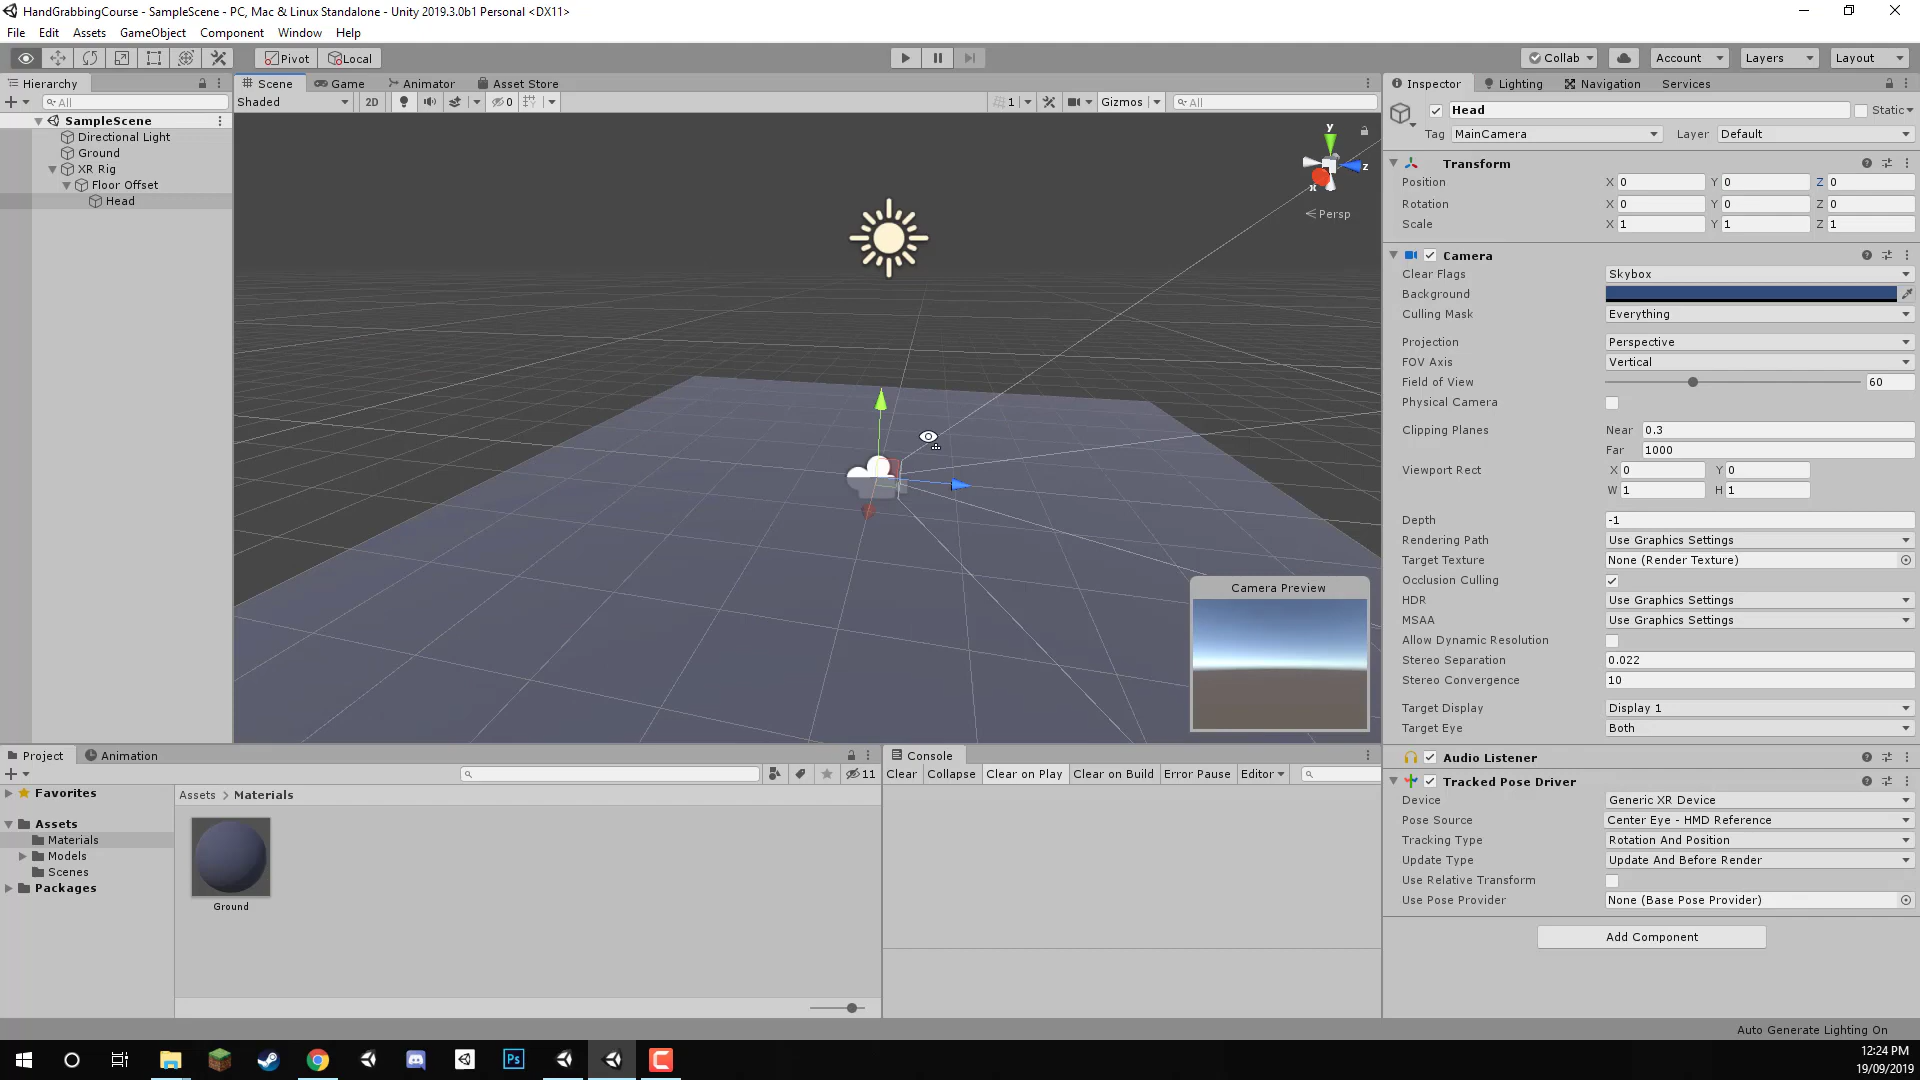 HandGrabbingCourse - SampleScene - PC, Mac & Linux Standalone - Unity 2019.3.0b1 Personal <DX11>
File Edit Assets GameObject Component Window Help
Pivot Local Collab Account Layers Layout
Hierarchy
All
SampleScene
Directional Light
Ground
XR Rig
Floor Offset
Head
Scene Game Animator Asset Store
Shaded 2D 0 1 Gizmos All
y
z
x
Persp
Camera Preview
Inspector Lighting Navigation Services
Head Static
Tag MainCamera Layer Default
Transform
Position X 0 Y 0 Z 0
Rotation X 0 Y 0 Z 0
Scale X 1 Y 1 Z 1
Camera
Clear Flags Skybox
Background
Culling Mask Everything
Projection Perspective
FOV Axis Vertical
Field of View 60
Physical Camera
Clipping Planes Near 0.3
Far 1000
Viewport Rect X 0 Y 0
W 1 H 1
Depth -1
Rendering Path Use Graphics Settings
Target Texture None (Render Texture)
Occlusion Culling
HDR Use Graphics Settings
MSAA Use Graphics Settings
Allow Dynamic Resolution
Stereo Separation 0.022
Stereo Convergence 10
Target Display Display 1
Target Eye Both
Audio Listener
Tracked Pose Driver
Device Generic XR Device
Pose Source Center Eye - HMD Reference
Tracking Type Rotation And Position
Update Type Update And Before Render
Use Relative Transform
Use Pose Provider None (Base Pose Provider)
Add Component
Project Animation
11
Favorites
Assets
Materials
Models
Scenes
Packages
Assets > Materials
Ground
Console
Clear Collapse Clear on Play Clear on Build Error Pause Editor
Auto Generate Lighting On
Ps
12:24 PM
19/09/2019